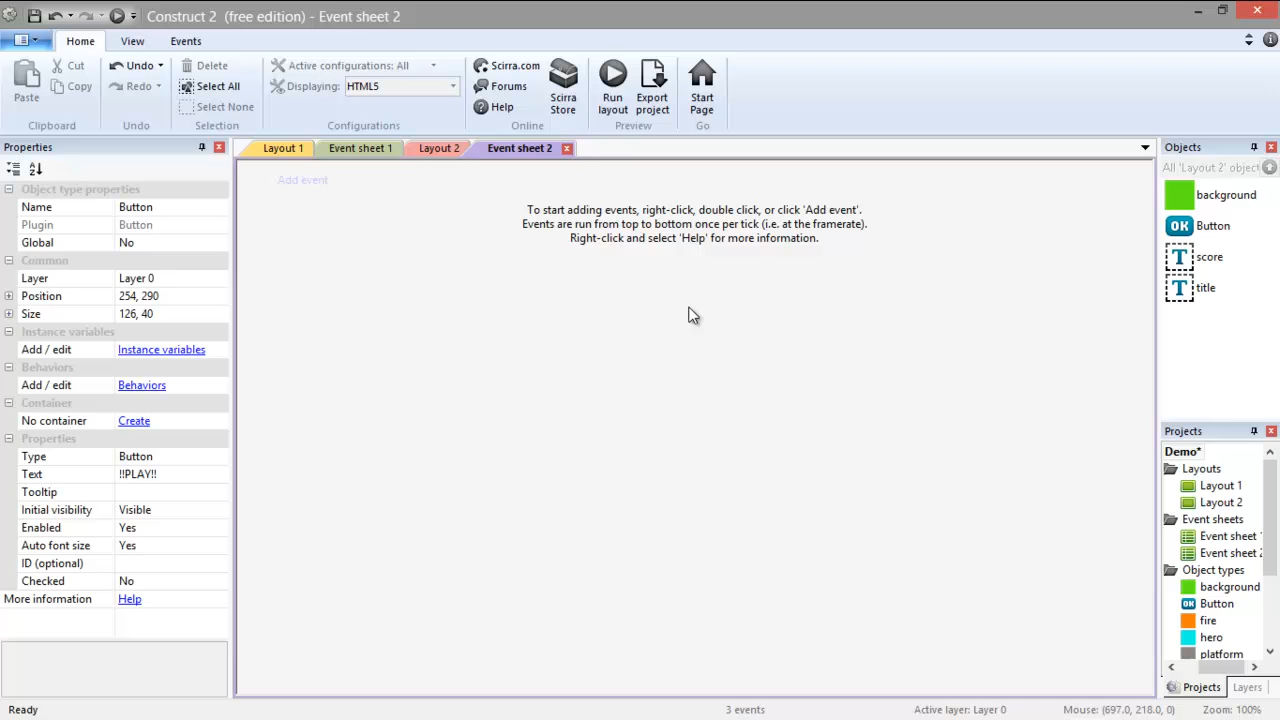 Construct 2 (free edition) - Event sheet 2
Home View Events
Paste Cut Copy Clipboard
Undo Redo Undo
Delete Select All Select None Selection
Active configurations: All
Displaying: HTML5
Configurations
Scirra.com Forums Help Scirra Store Online
Run layout Export project Preview
Start Page Go
Properties
Layout 1 Event sheet 1 Layout 2 Event sheet 2
Objects
All 'Layout 2' object
Object type properties
Name Button
Plugin Button
Global No
Common
Layer Layer 0
Position 254, 290
Size 126, 40
Instance variables
Add / edit Instance variables
Behaviors
Add / edit Behaviors
Container
No container Create
Properties
Type Button
Text !!PLAY!!
Tooltip
Initial visibility Visible
Enabled Yes
Auto font size Yes
ID (optional)
Checked No
More information Help
Add event
To start adding events, right-click, double click, or click 'Add event'.
Events are run from top to bottom once per tick (i.e. at the framerate).
Right-click and select 'Help' for more information.
background
OK Button
T score
T title
Projects
Demo*
Layouts
Layout 1
Layout 2
Event sheets
Event sheet 1
Event sheet 2
Object types
background
OK Button
fire
hero
platform
Projects Layers
Ready 3 events Active layer: Layer 0 Mouse: (697.0, 218.0, 0) Zoom: 100%